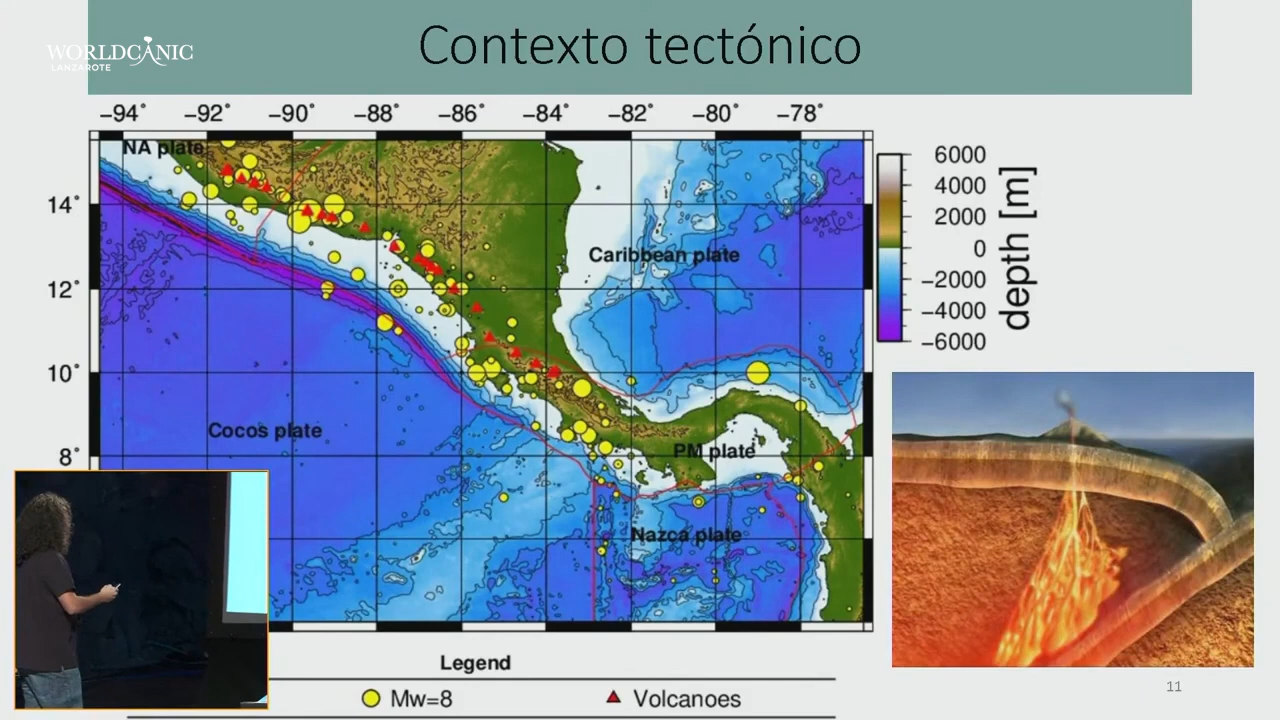 Contexto tectónico
WORLDCANIC
LANZAROTE
−94° −92° −90° −88° −86° −84° −82° −80° −78°
NA plate
14°
12°
10°
8°
Caribbean plate
Cocos plate
PM plate
Nazca plate
6000
4000
2000
0
−2000
−4000
−6000
depth [m]
Legend
Mw=8 Volcanoes
11